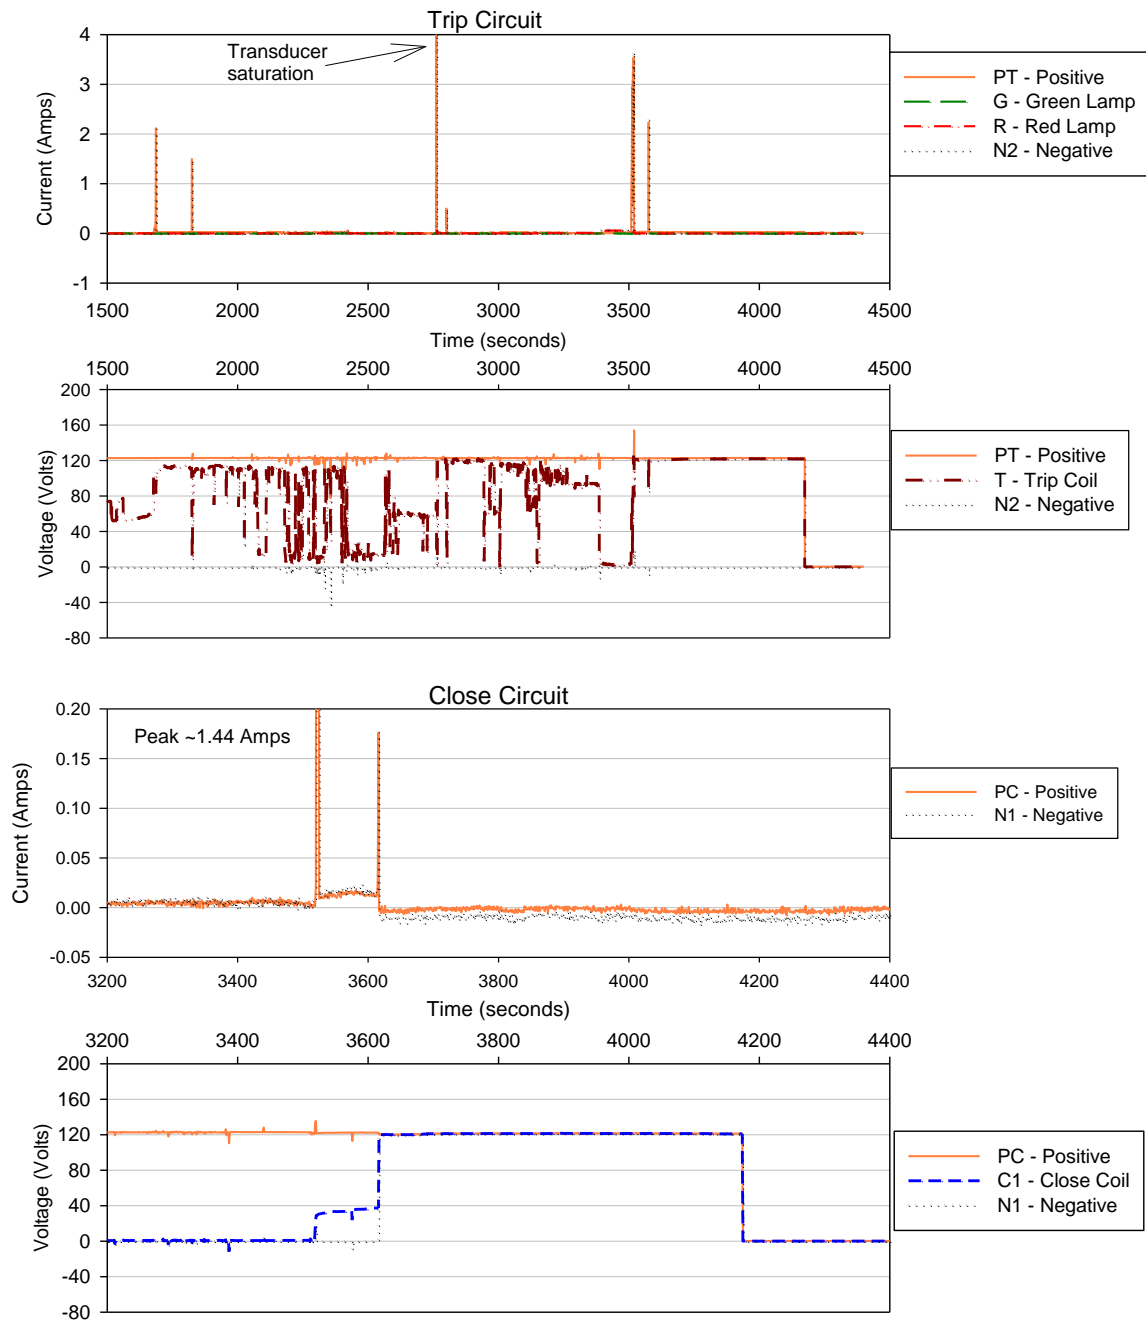 Trip Circuit
Transducer
saturation
Current (Amps)
4
3
2
1
0
-1
1500 2000 2500 3000 3500 4000 4500
Time (seconds)
PT - Positive
G - Green Lamp
R - Red Lamp
N2 - Negative
1500 2000 2500 3000 3500 4000 4500
Voltage (Volts)
200
160
120
80
40
0
-40
-80
PT - Positive
T - Trip Coil
N2 - Negative
Close Circuit
Peak ~1.44 Amps
Current (Amps)
0.20
0.15
0.10
0.05
0.00
-0.05
3200 3400 3600 3800 4000 4200 4400
Time (seconds)
PC - Positive
N1 - Negative
3200 3400 3600 3800 4000 4200 4400
Voltage (Volts)
200
160
120
80
40
0
-40
-80
PC - Positive
C1 - Close Coil
N1 - Negative